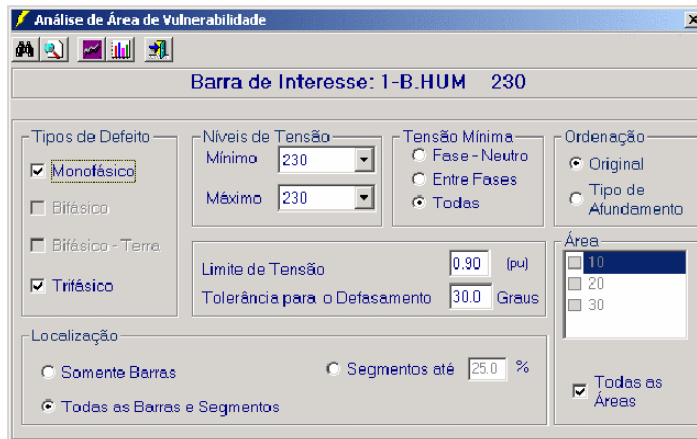 Análise de Área de Vulnerabilidade
Barra de Interesse: 1-B.HUM 230
Tipos de Defeito
Monofásico
Bifásico
Bifásico - Terra
Trifásico
Níveis de Tensão
Mínimo 230
Máximo 230
Tensão Mínima
Fase - Neutro
Entre Fases
Todas
Ordenação
Original
Tipo de
Afundamento
Limite de Tensão 0.90 (pu)
Tolerância para o Defasamento 30.0 Graus
Área
10
20
30
Todas as
Áreas
Localização
Somente Barras
Segmentos até 25.0 %
Todas as Barras e Segmentos